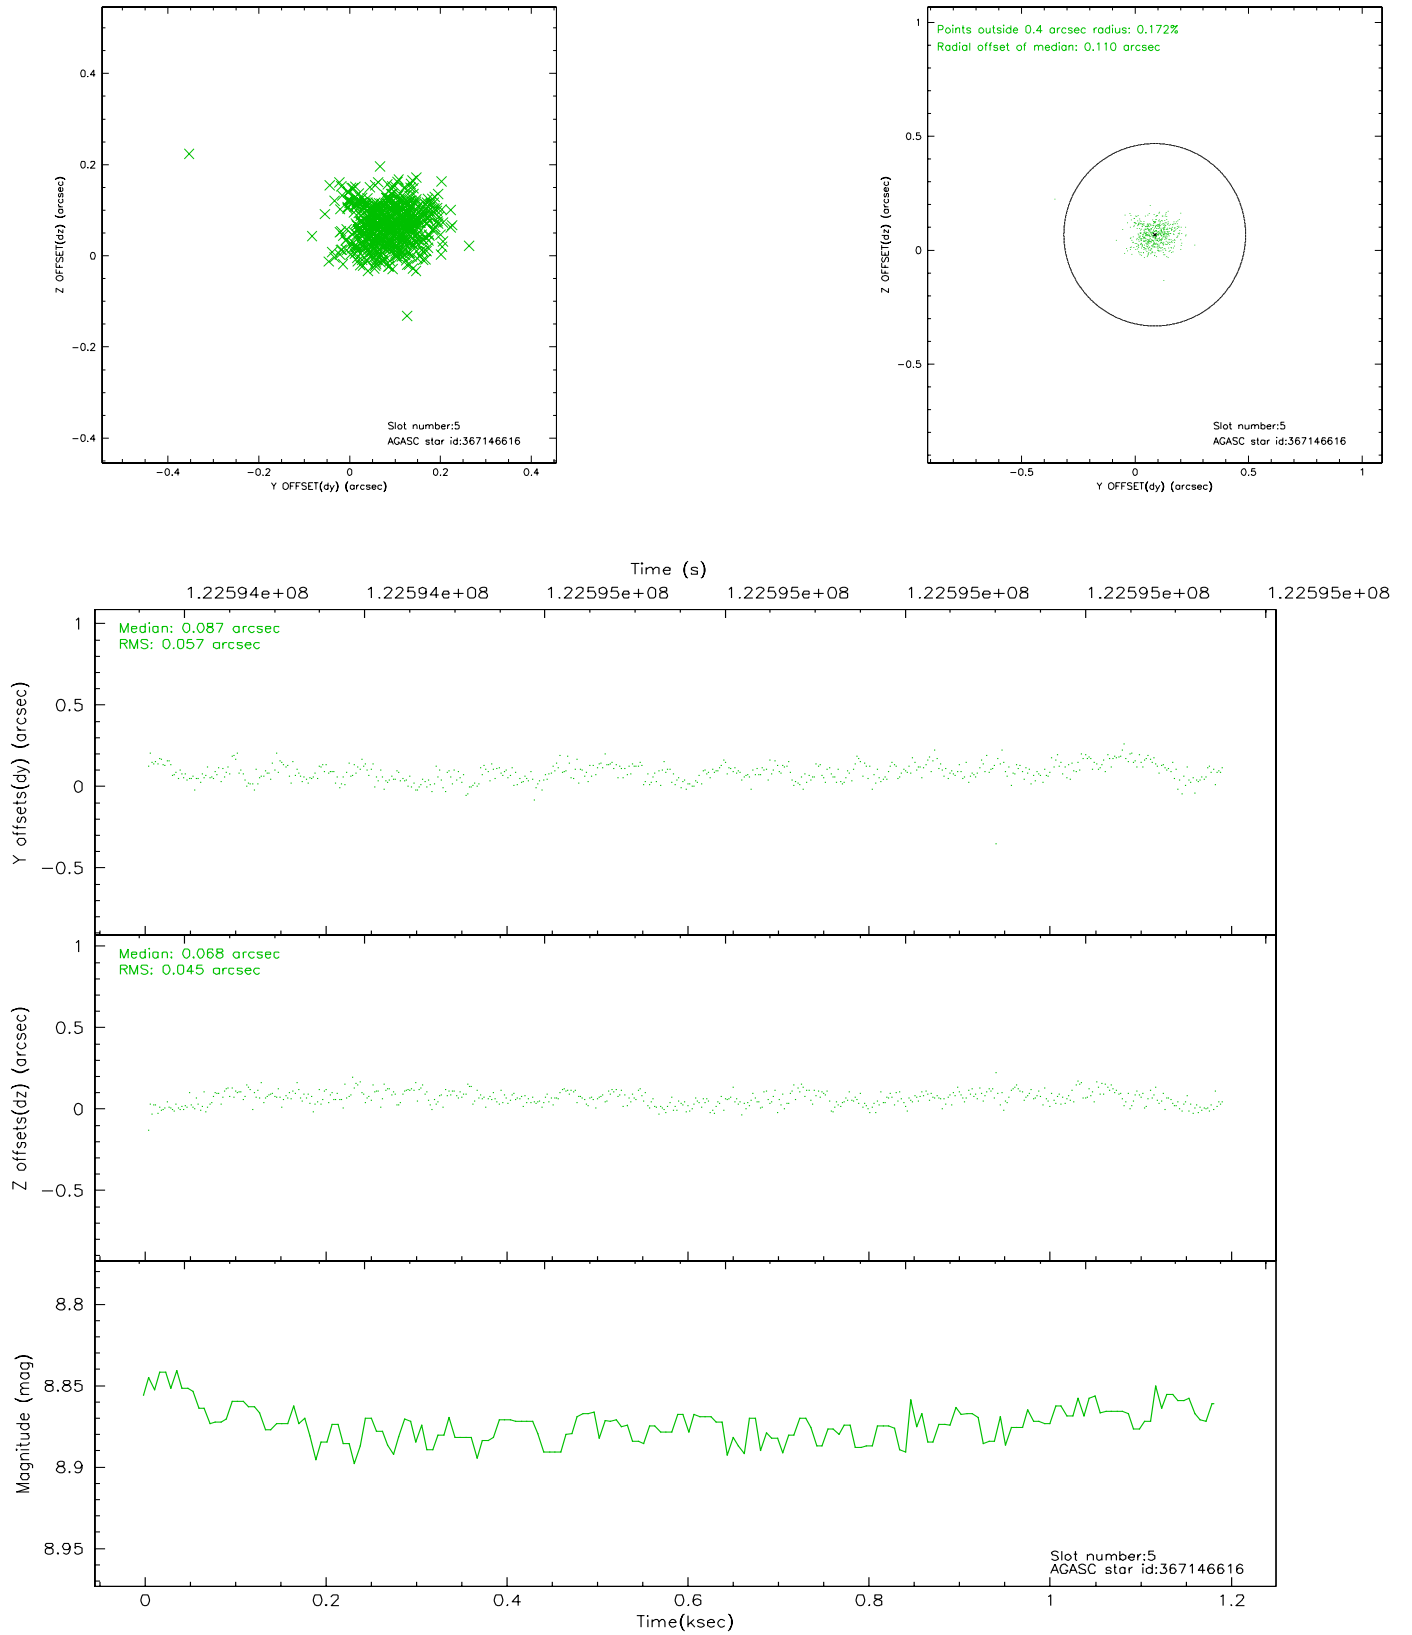 0.4
0.2
0
-0.2
-0.4
Z OFFSET(dz) (arcsec)
-0.4 -0.2 0 0.2 0.4
Y OFFSET(dy) (arcsec)
Slot number:5
AGASC star id:367146616
Points outside 0.4 arcsec radius: 0.172%
Radial offset of median: 0.110 arcsec
1
0.5
0
-0.5
Z OFFSET(dz) (arcsec)
-0.5 0 0.5 1
Y OFFSET(dy) (arcsec)
Slot number:5
AGASC star id:367146616
Time (s)
1.22594e+08 1.22594e+08 1.22595e+08 1.22595e+08 1.22595e+08 1.22595e+08 1.22595e+08
Median: 0.087 arcsec
RMS: 0.057 arcsec
1
0.5
0
-0.5
Y offsets(dy) (arcsec)
Median: 0.068 arcsec
RMS: 0.045 arcsec
1
0.5
0
-0.5
Z offsets(dz) (arcsec)
8.8
8.85
8.9
8.95
Magnitude (mag)
Slot number:5
AGASC star id:367146616
0 0.2 0.4 0.6 0.8 1 1.2
Time(ksec)